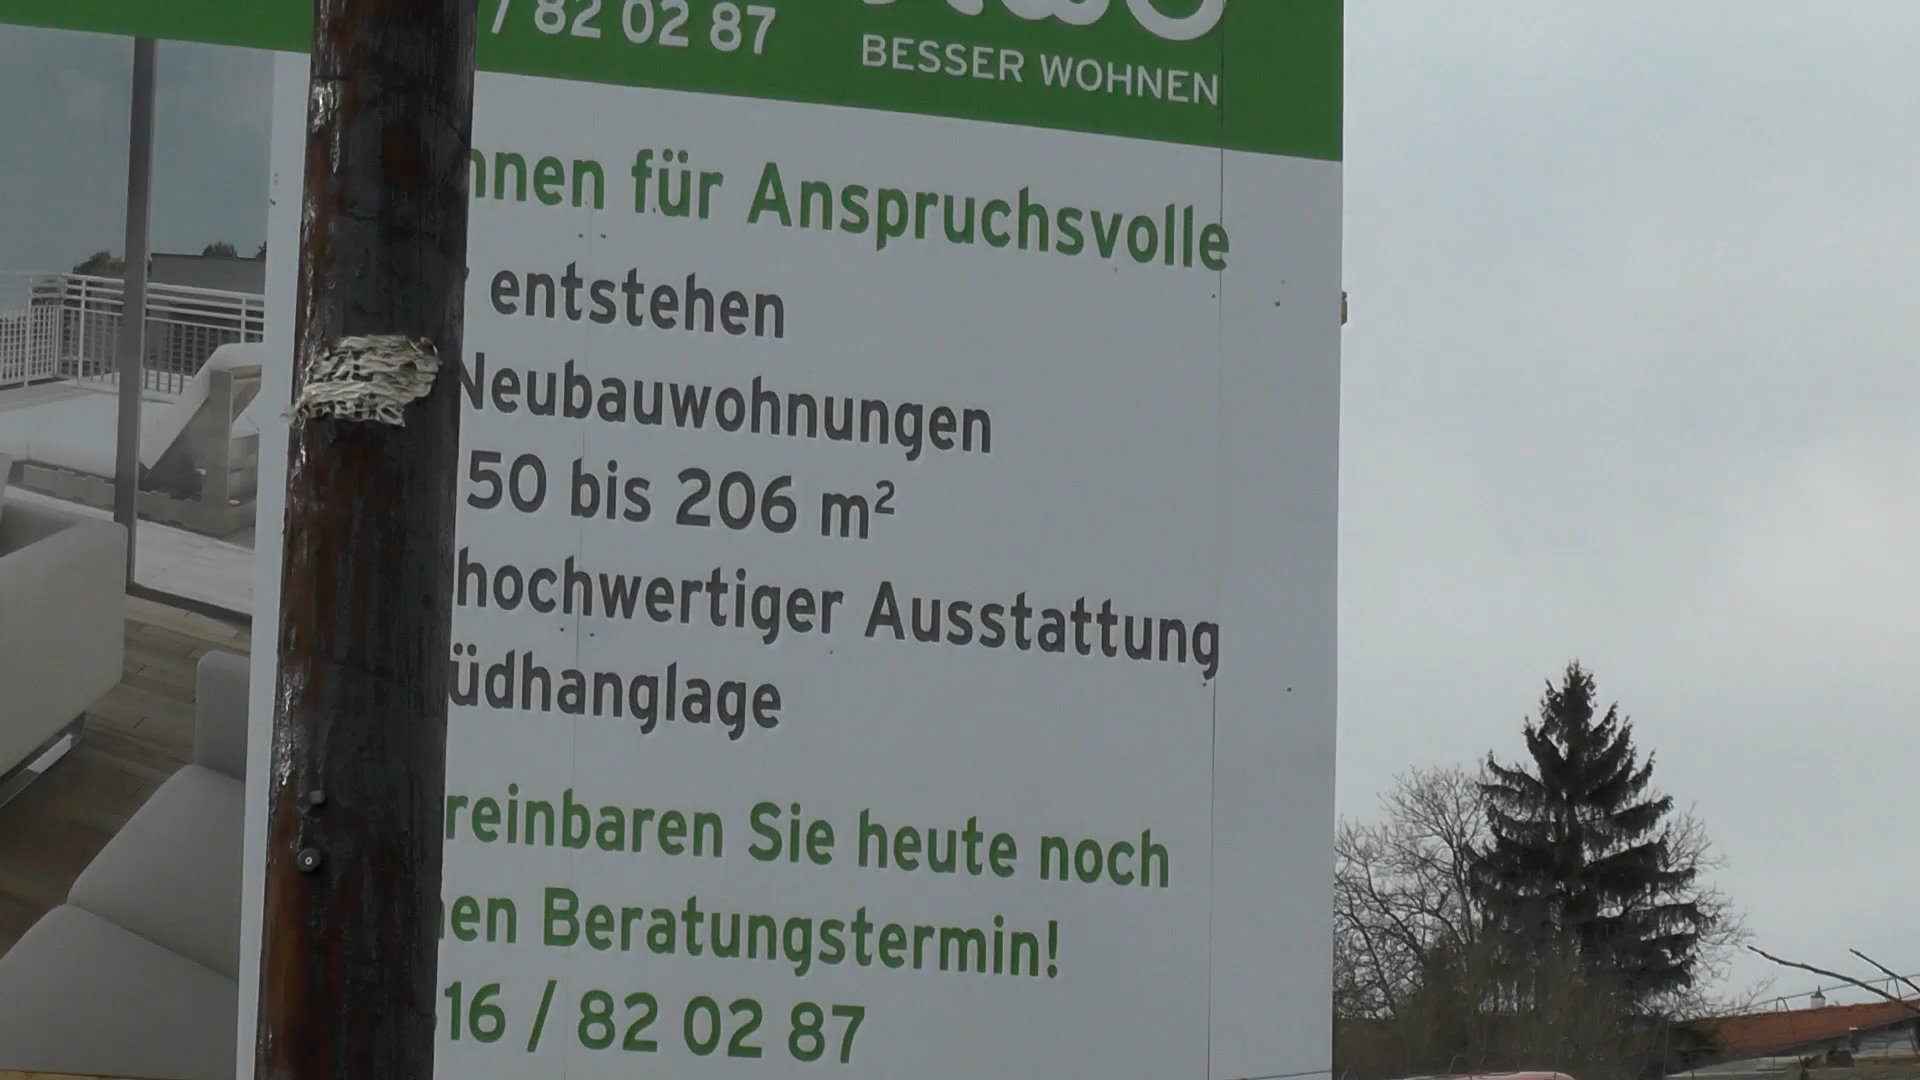 / 82 02 87
BESSER WOHNEN
nnen für Anspruchsvolle
entstehen
Neubauwohnungen
50 bis 206 m²
hochwertiger Ausstattung
üdhanglage
reinbaren Sie heute noch
en Beratungstermin!
16 / 82 02 87